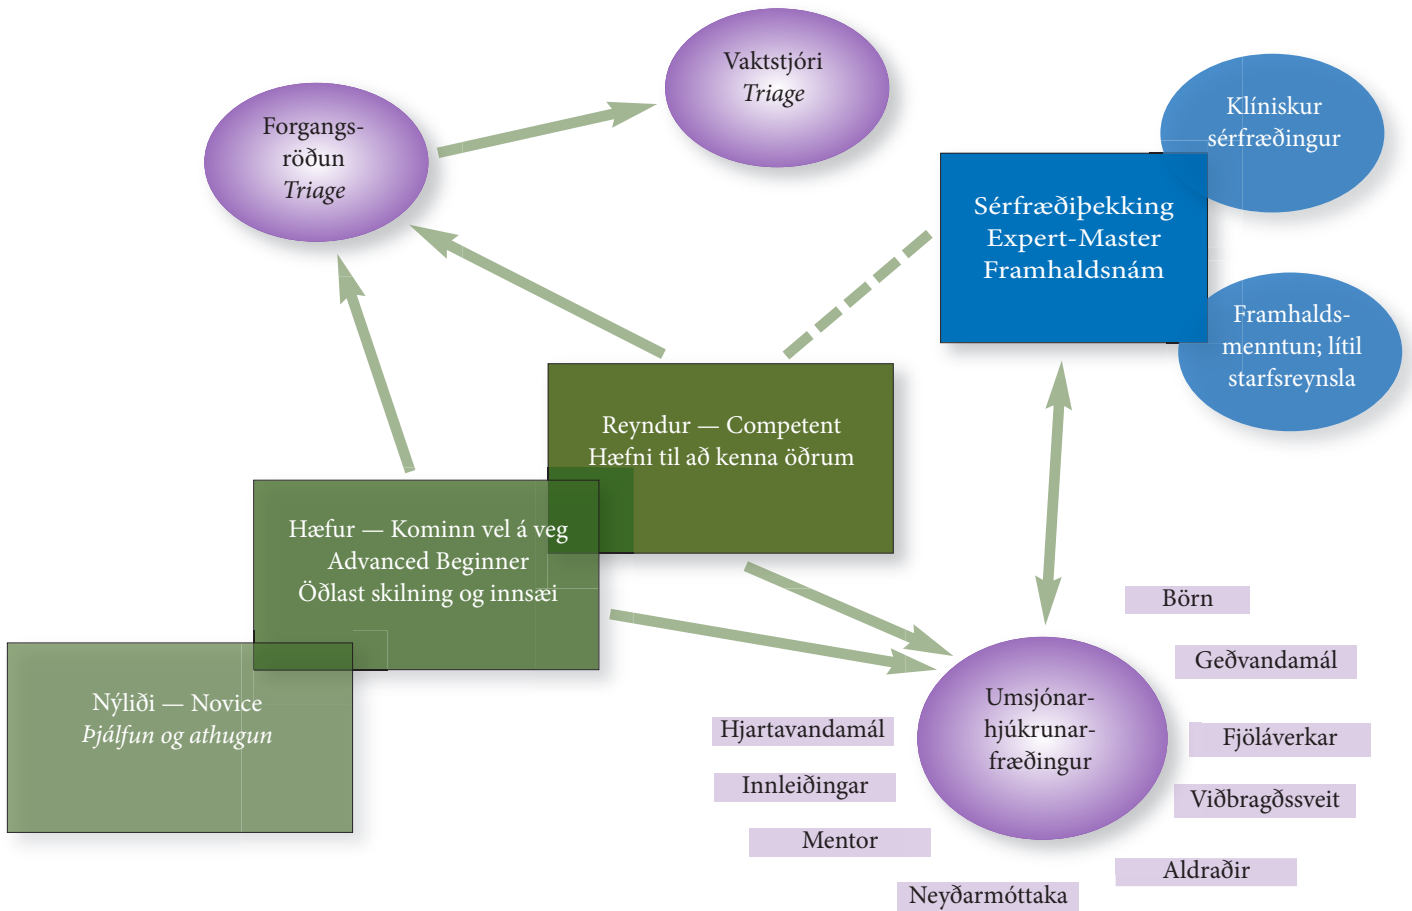 Vaktstjóri
Triage
Forgangs-
röðun
Triage
Klíniskur
sérfræðingur
Sérfræðiþekking
Expert-Master
Framhaldsnám
Framhalds-
menntun; lítil
starfsreynsla
Reyndur — Competent
Hæfni til að kenna öðrum
Hæfur — Kominn vel á veg
Advanced Beginner
Öðlast skilning og innsæi
Nýliði — Novice
Þjálfun og athugun
Umsjónar-
hjúkrunar-
fræðingur
Börn
Geðvandamál
Fjöláverkar
Viðbragðssveit
Aldraðir
Hjartavandamál
Innleiðingar
Mentor
Neyðarmóttaka